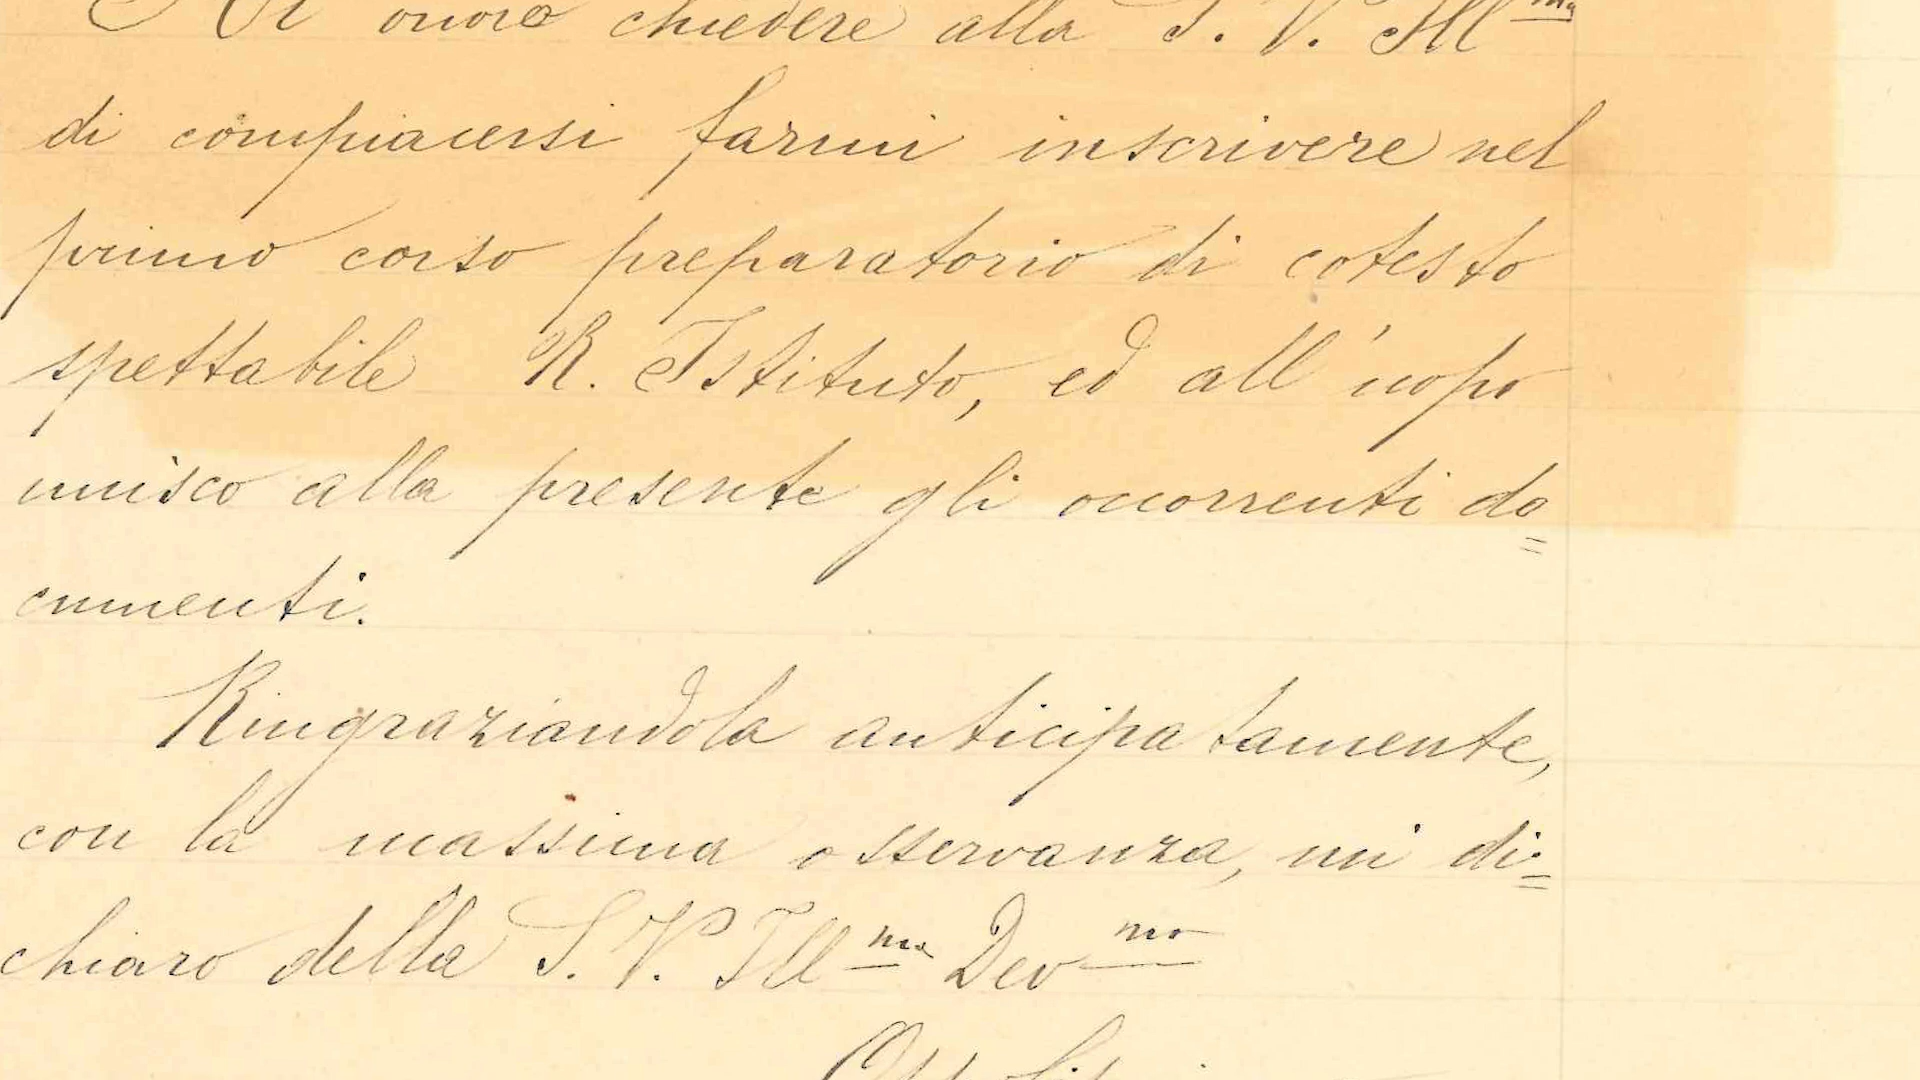 onore chiedere alla S. V. Ill.ma
di compiacersi farmi inscrivere nel
primo corso preparatorio di cotesto
spettabile R. Istituto, ed all'uopo
unisco alla presente gli occorrenti do=
cumenti.
Ringraziandola anticipatamente,
con la massima osservanza, mi di=
chiaro della S. V. Ill ma Dev mo